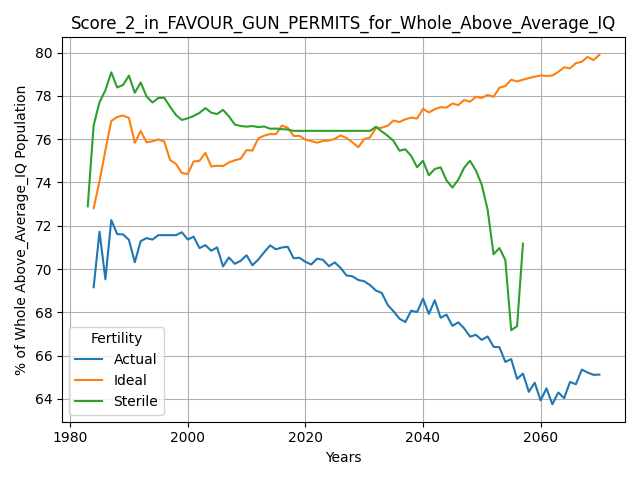 Score_2_in_FAVOUR_GUN_PERMITS_for_Whole_Above_Average_IQ
% of Whole Above_Average_IQ Population
80
78
76
74
72
70
68
66
64
Fertility
Actual
Ideal
Sterile
1980
2000
2020
2040
2060
Years